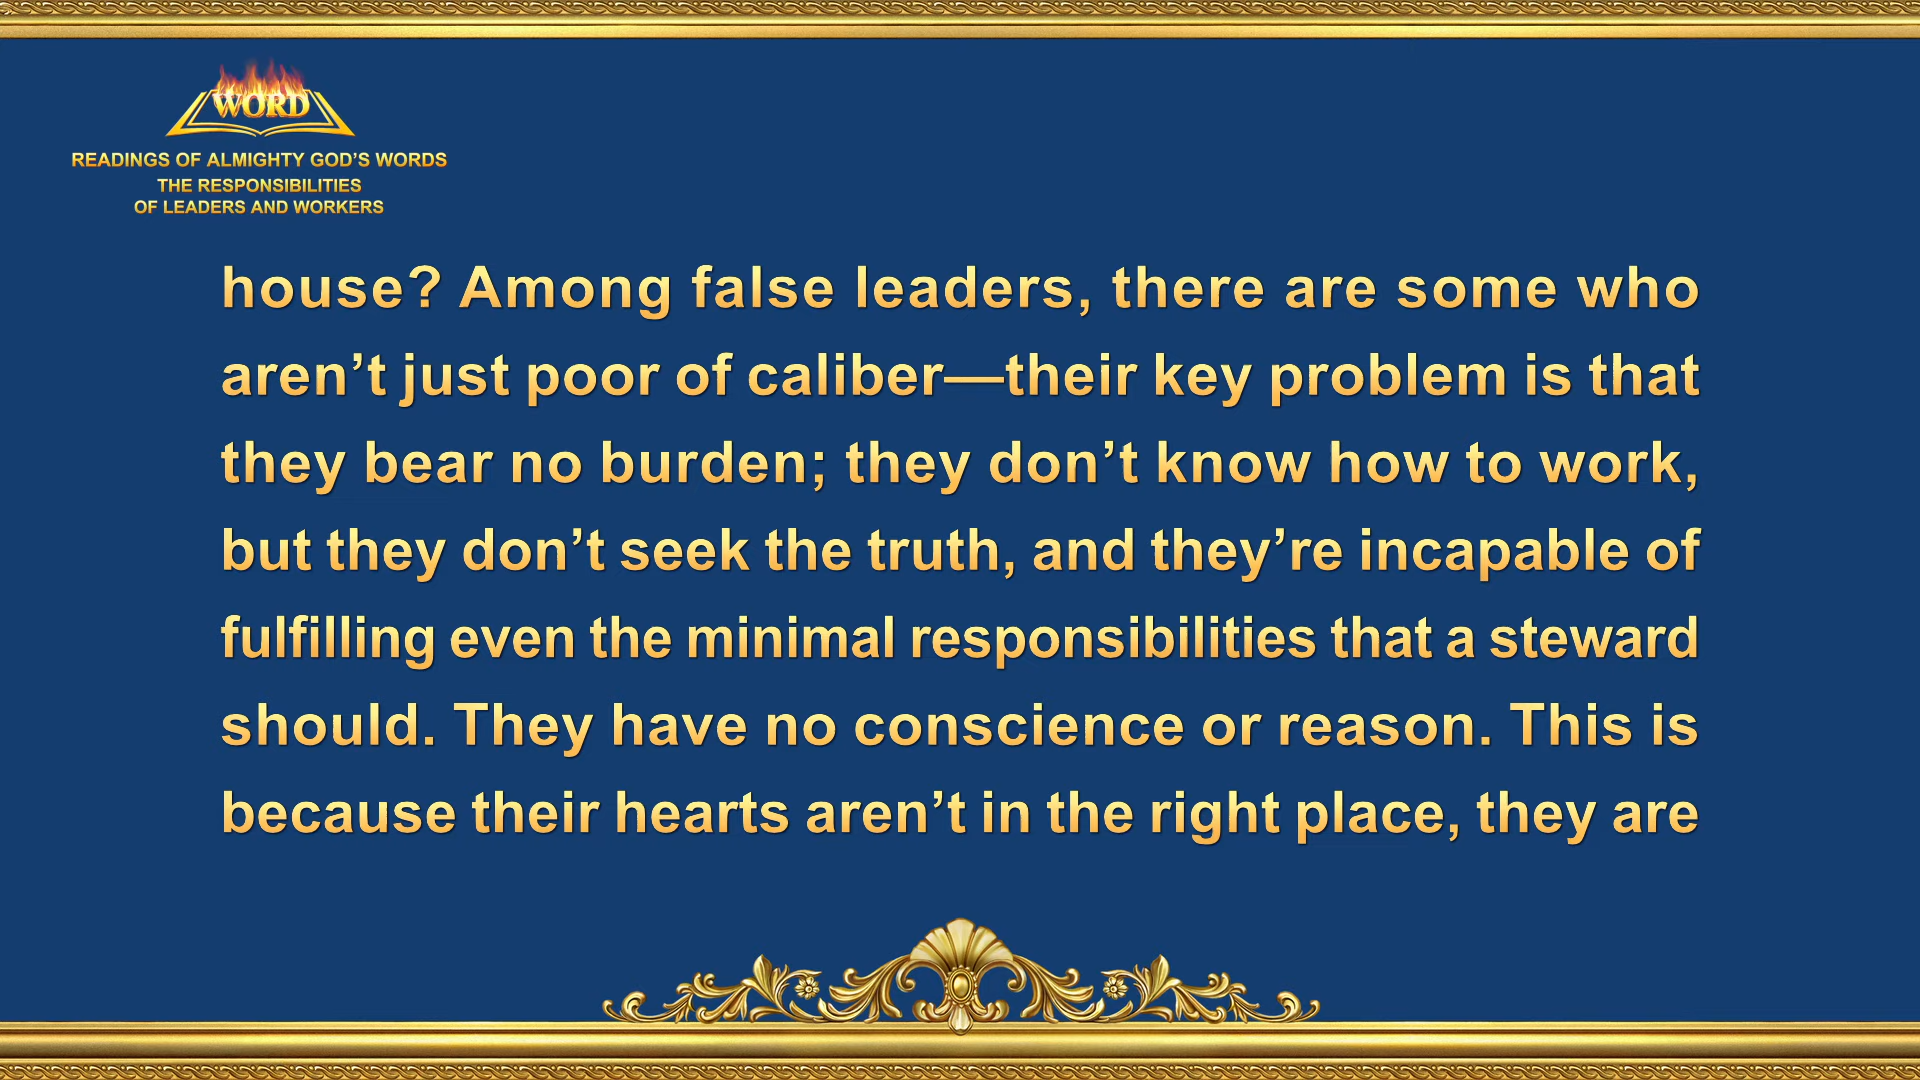 WORD
READINGS OF ALMIGHTY GOD’S WORDS
THE RESPONSIBILITIES
OF LEADERS AND WORKERS
house? Among false leaders, there are some who
aren’t just poor of caliber—their key problem is that
they bear no burden; they don’t know how to work,
but they don’t seek the truth, and they’re incapable of
fulfilling even the minimal responsibilities that a steward
should. They have no conscience or reason. This is
because their hearts aren’t in the right place, they are